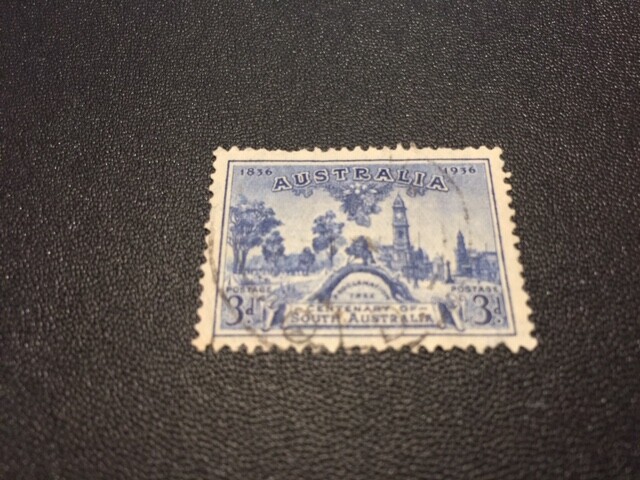 1836 AUSTRALIA 1936
POSTAGE POSTAGE
3d. 3d.
CENTENARY OF
SOUTH AUSTRALIA